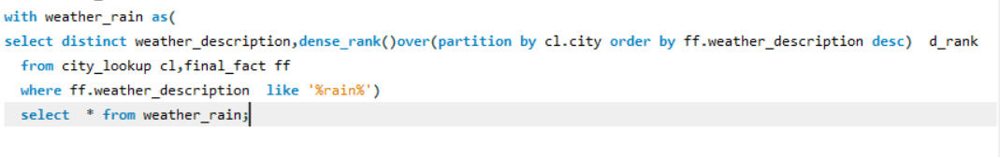 with weather_rain as(
select distinct weather_description,dense_rank()over(partition by cl.city order by ff.weather_description desc)  d_rank
from city_lookup cl,final_fact ff
where ff.weather_description  like '%rain%')
select  * from weather_rain;